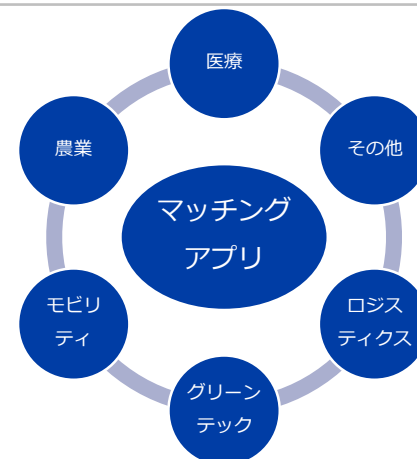 医療
農業
その他
マッチング
アプリ
モビリ
ティ
ロジス
ティクス
グリーン
テック